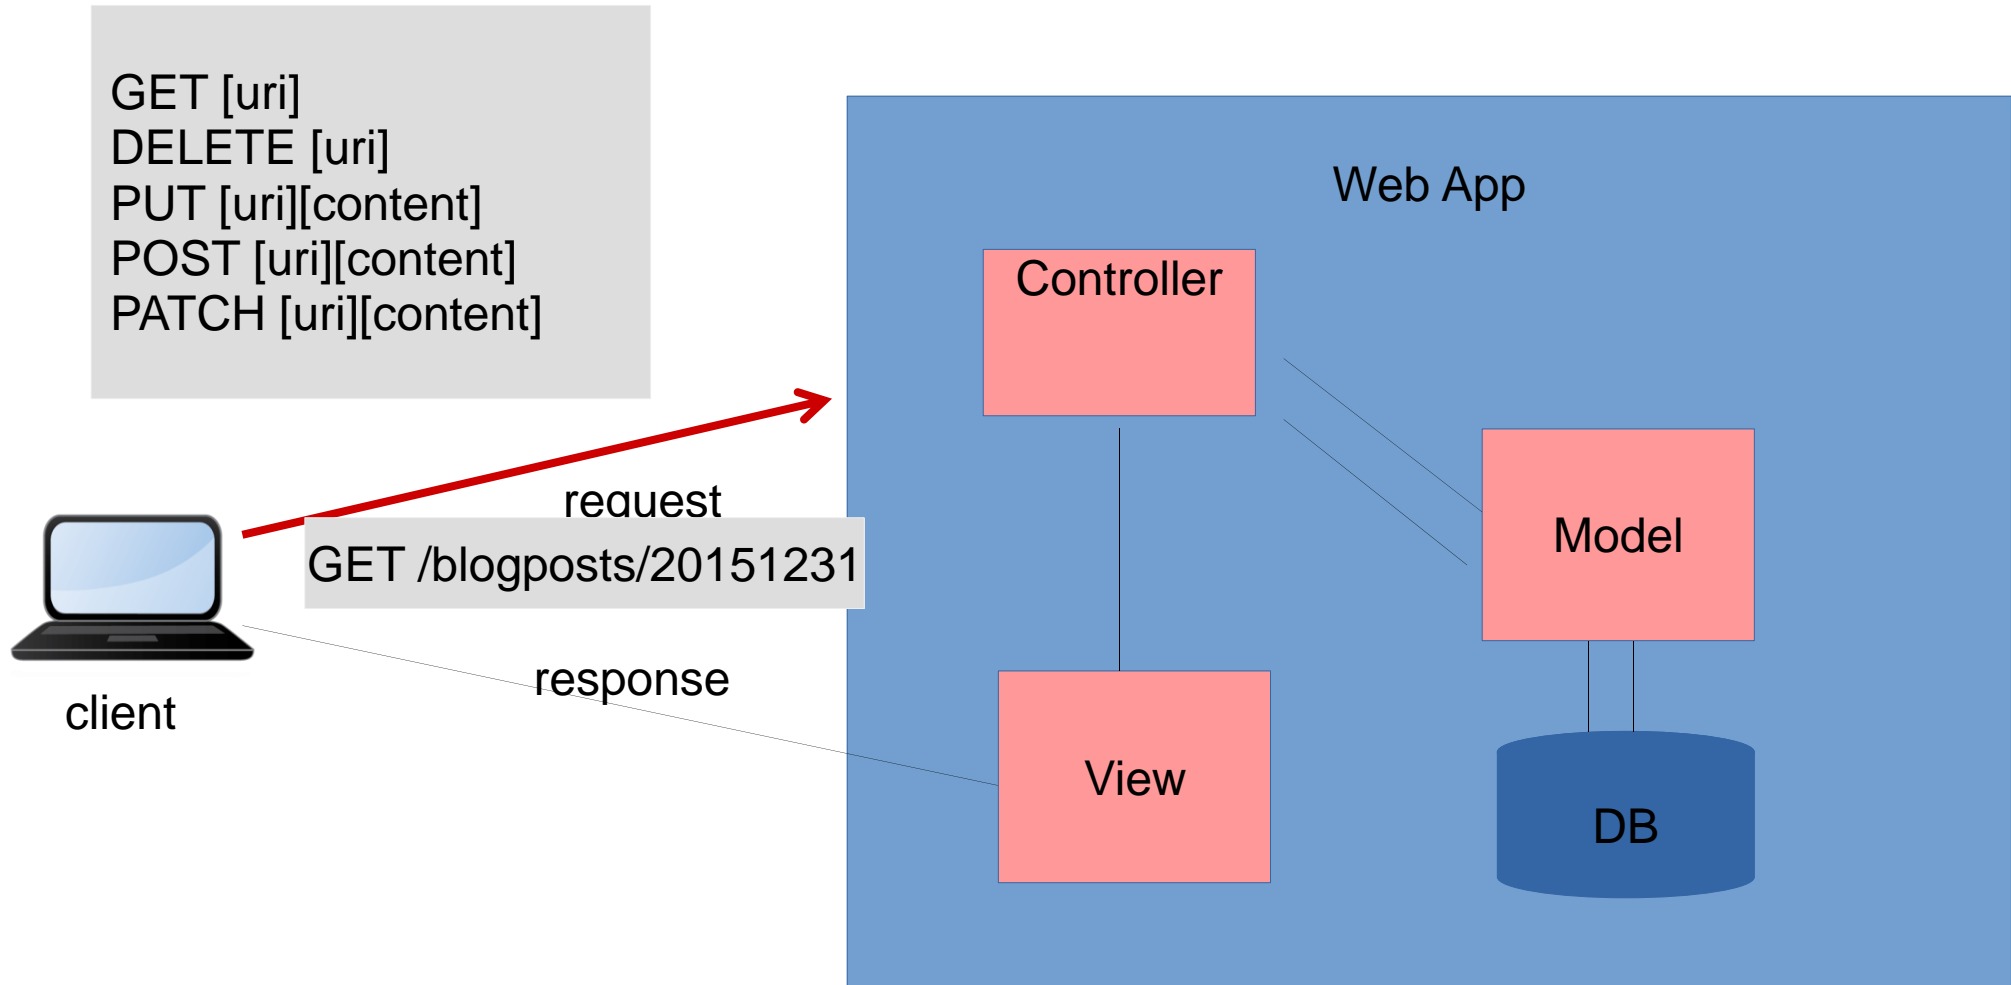 GET [uri]
DELETE [uri]
PUT [uri][content]
POST [uri][content]
PATCH [uri][content]
Web App
Controller
request
GET /blogposts/20151231
Model
response
client
View
DB